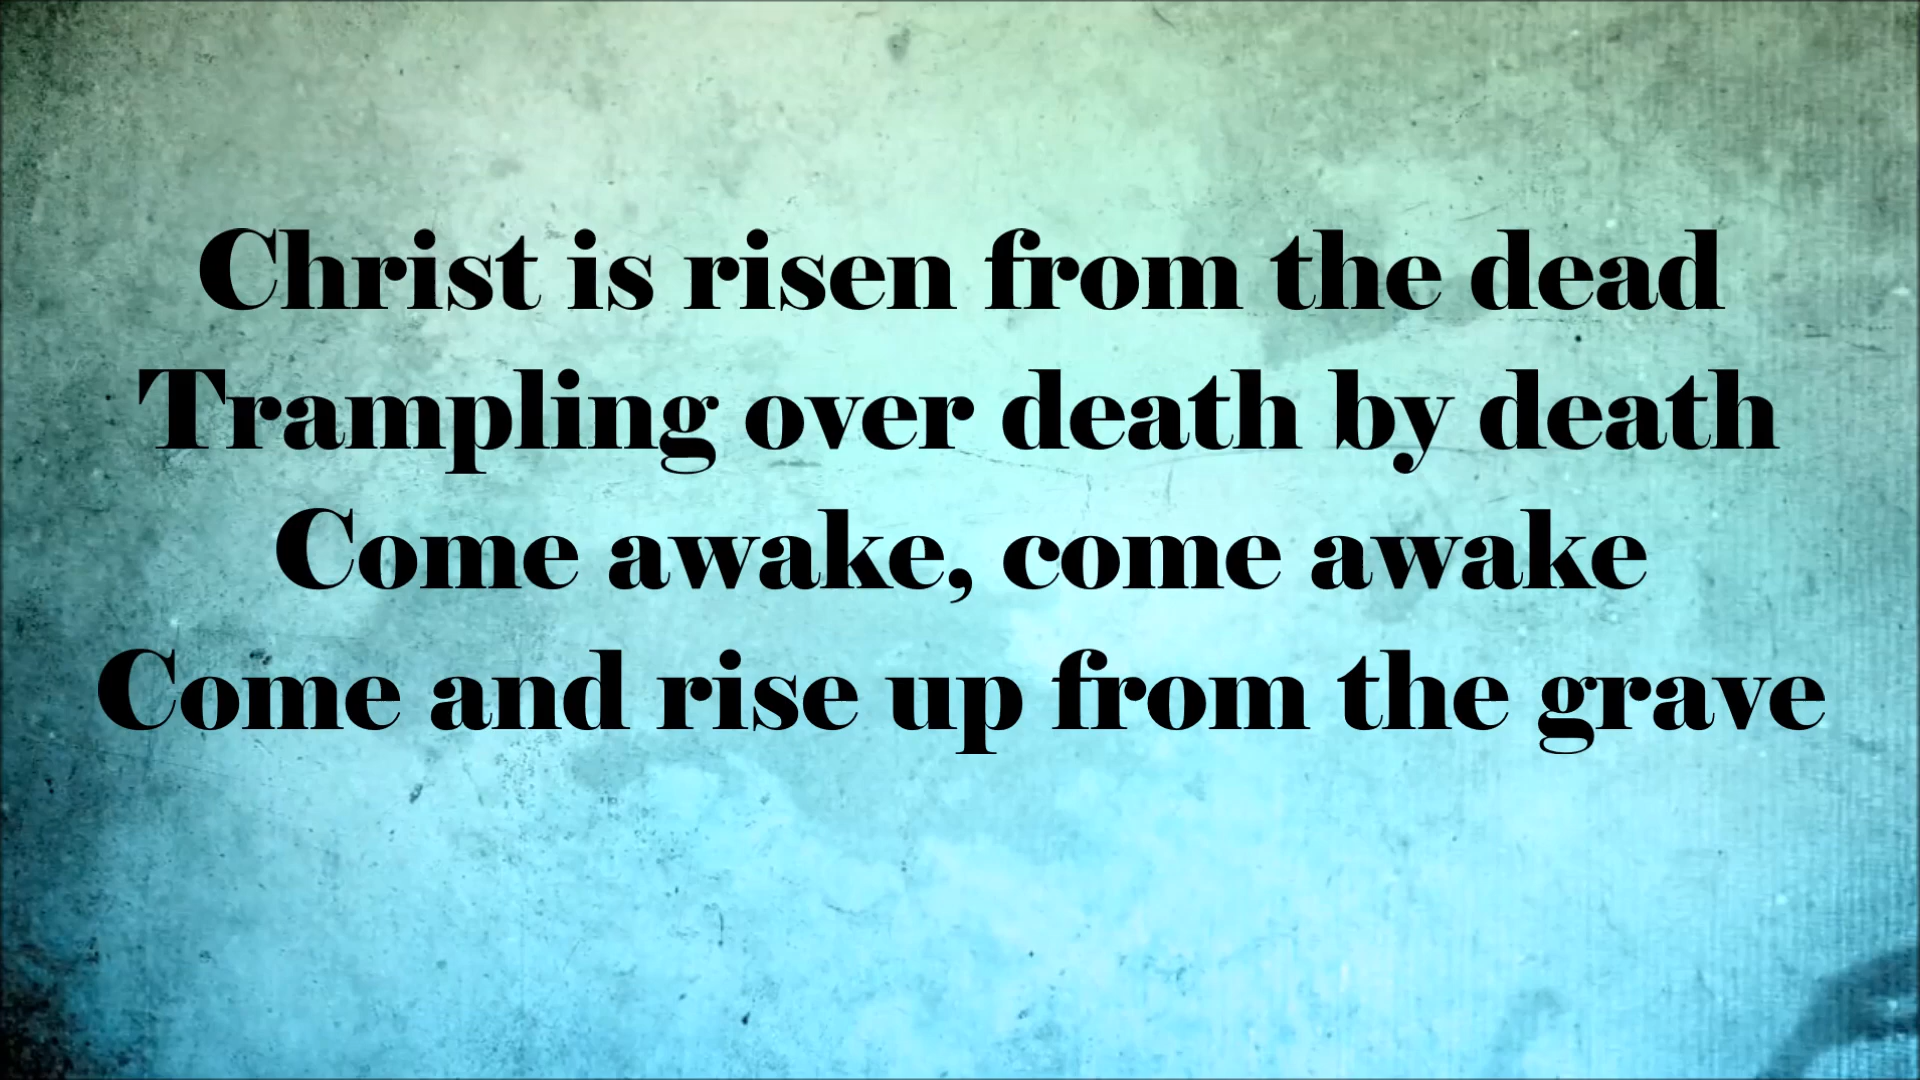 Christ is risen from the dead
Trampling over death by death
Come awake, come awake
Come and rise up from the grave